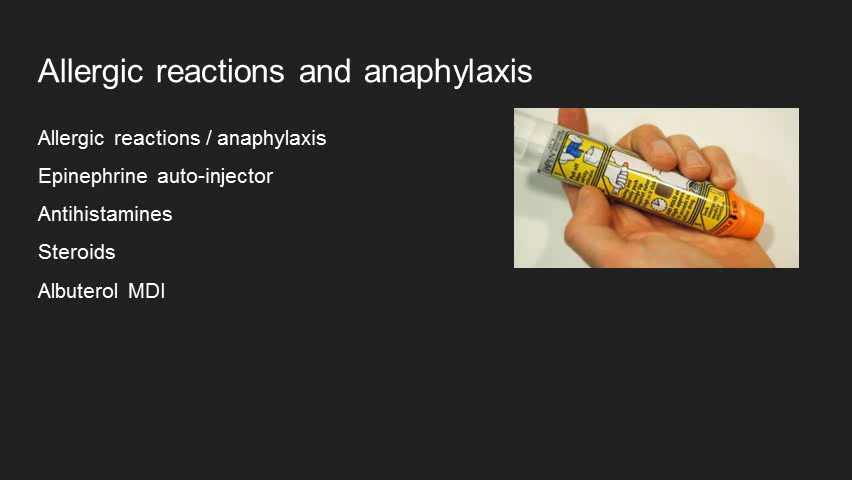 Allergic reactions and anaphylaxis
Allergic reactions / anaphylaxis
Epinephrine auto-injector
Antihistamines
Steroids
Albuterol MDI